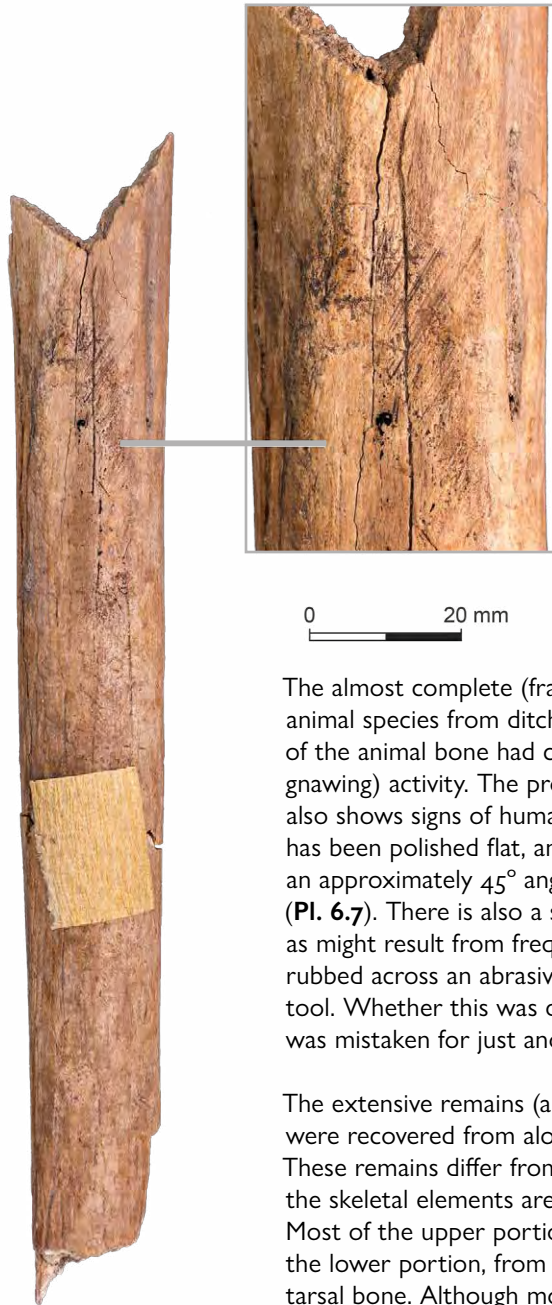 0 20 mm
The almost complete (fra
animal species from ditch
of the animal bone had c
gnawing) activity. The pr
also shows signs of huma
has been polished flat, ar
an approximately 45° ang
(Pl. 6.7). There is also a s
as might result from freq
rubbed across an abrasiv
tool. Whether this was c
was mistaken for just anc
The extensive remains (a
were recovered from alo
These remains differ fron
the skeletal elements are
Most of the upper portic
the lower portion, from
tarsal bone. Although mo